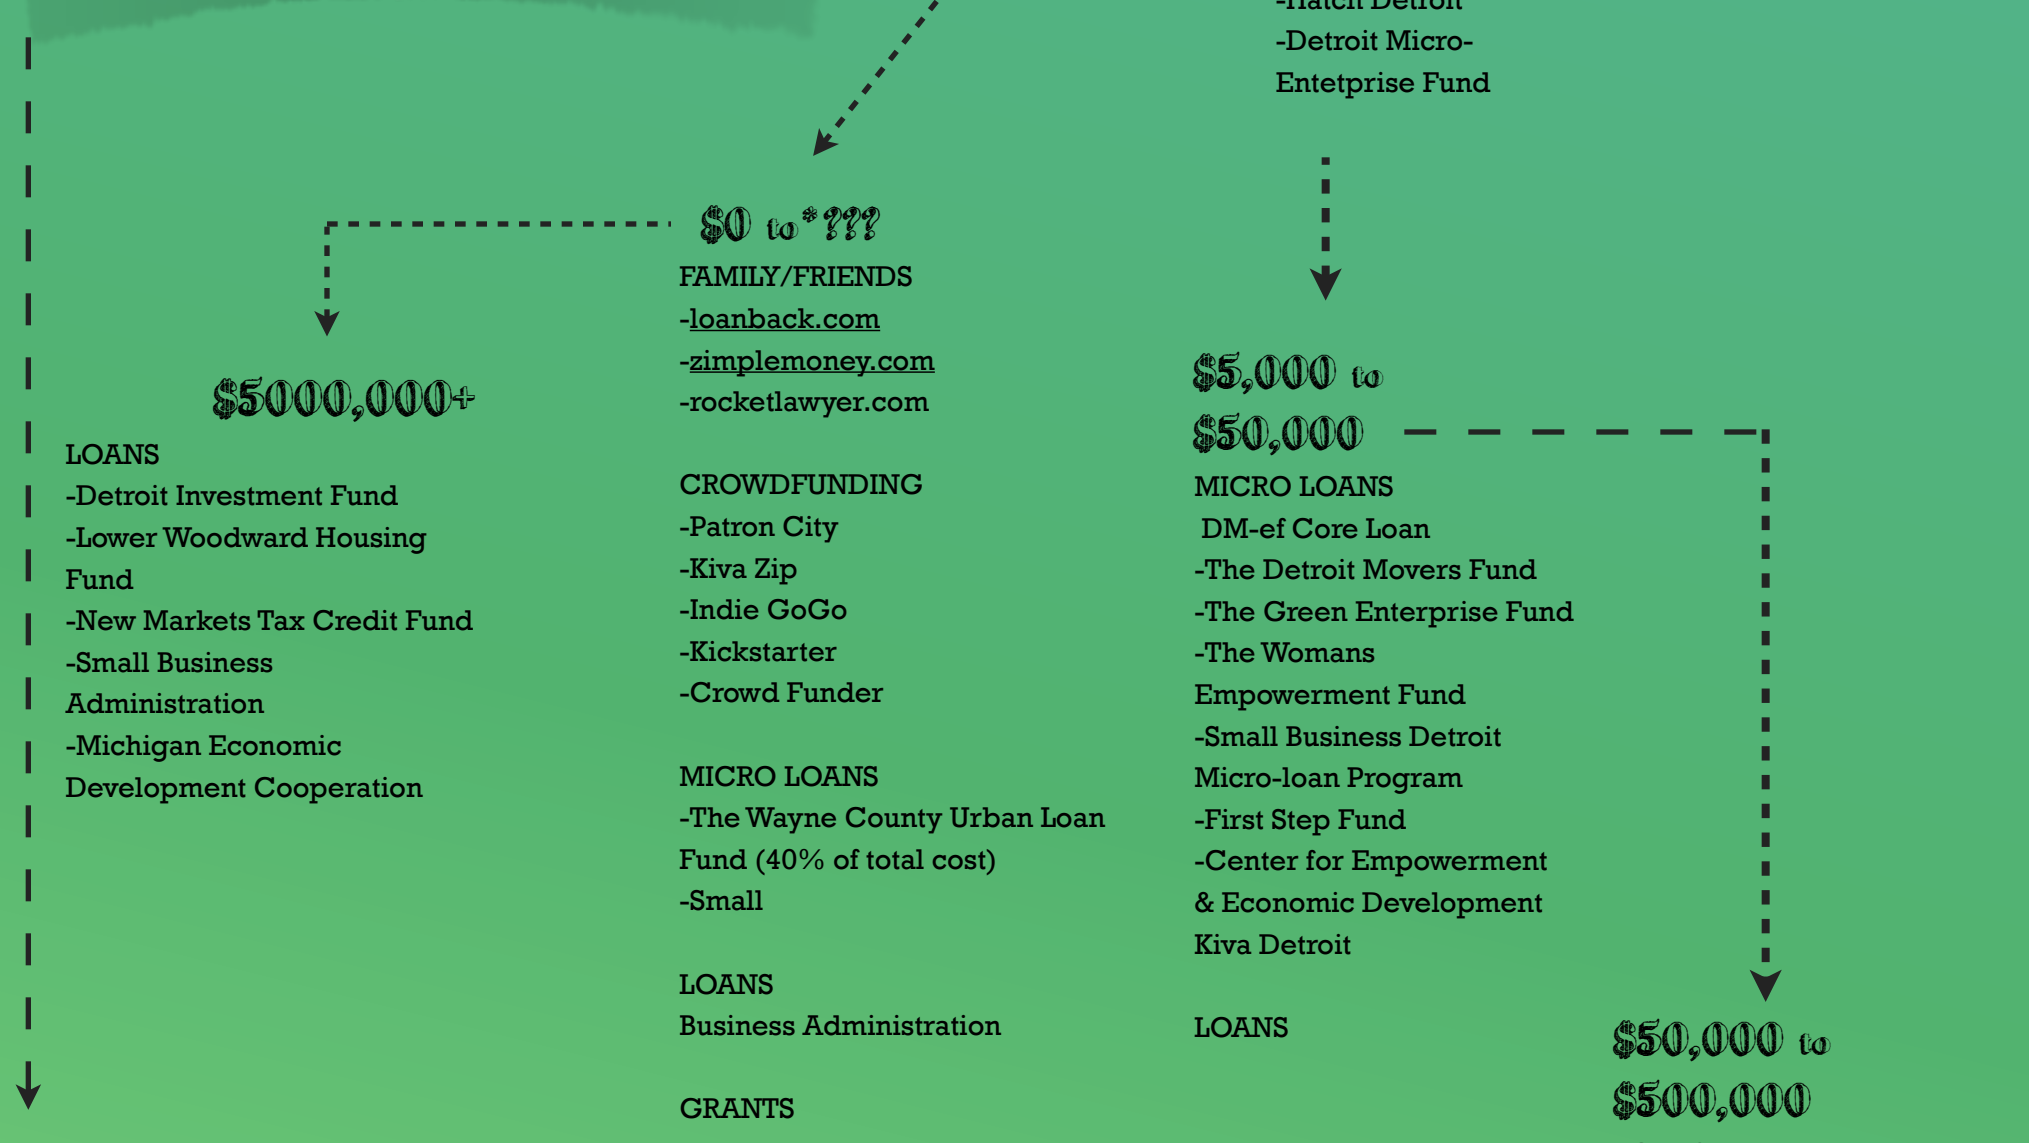 -Hatch Detroit
-Detroit Micro-
Entetprise Fund
$0 to*???
FAMILY/FRIENDS
-loanback.com
-zimplemoney.com
-rocketlawyer.com
CROWDFUNDING
-Patron City
-Kiva Zip
-Indie GoGo
-Kickstarter
-Crowd Funder
MICRO LOANS
-The Wayne County Urban Loan
Fund (40% of total cost)
-Small
LOANS
Business Administration
GRANTS
$5000,000+
LOANS
-Detroit Investment Fund
-Lower Woodward Housing
Fund
-New Markets Tax Credit Fund
-Small Business
Administration
-Michigan Economic
Development Cooperation
$5,000 to
$50,000
MICRO LOANS
DM-ef Core Loan
-The Detroit Movers Fund
-The Green Enterprise Fund
-The Womans
Empowerment Fund
-Small Business Detroit
Micro-loan Program
-First Step Fund
-Center for Empowerment
& Economic Development
Kiva Detroit
LOANS
$50,000 to
$500,000